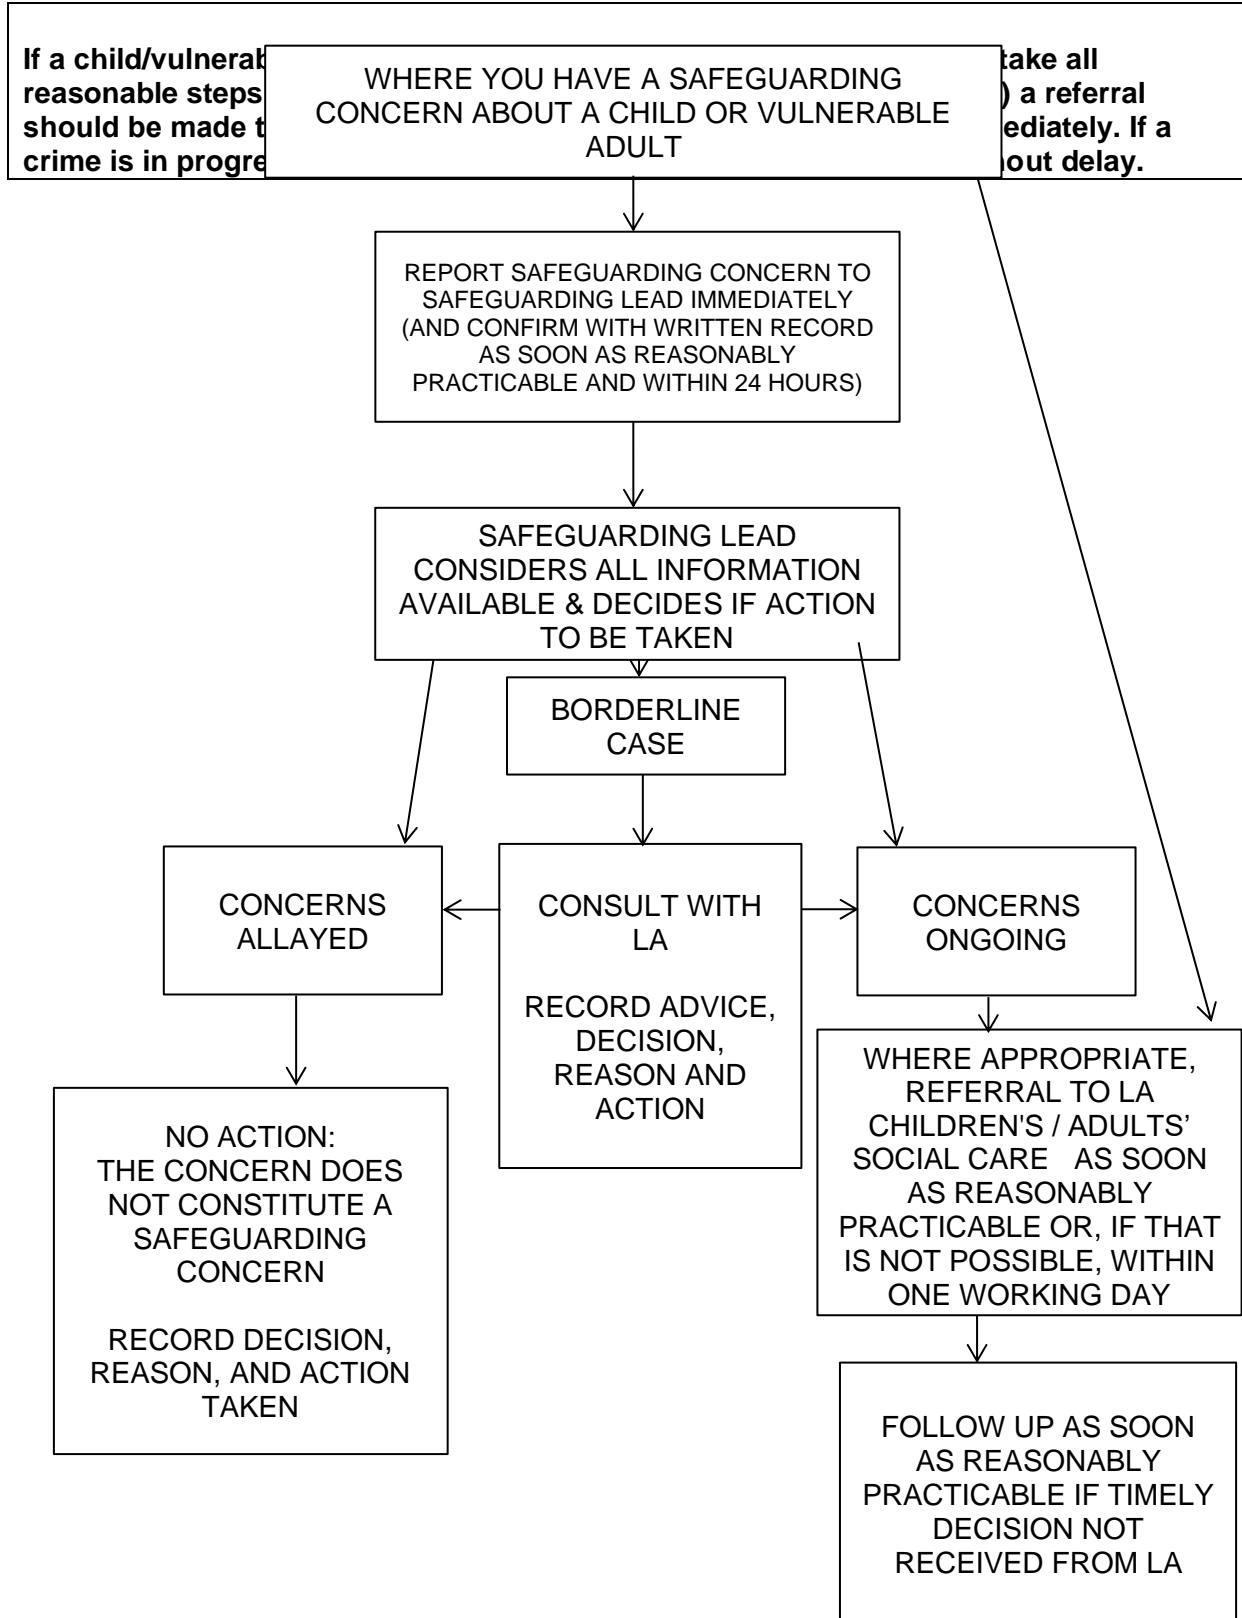 If a child/
take all
reasonable steps
) a referral
should be made
crime is in
If a
without delay.
WHERE YOU HAVE A SAFEGUARDING
CONCERN ABOUT A CHILD OR VULNERABLE
ADULT
REPORT SAFEGUARDING CONCERN TO
SAFEGUARDING LEAD IMMEDIATELY
(AND CONFIRM WITH WRITTEN RECORD
AS SOON AS REASONABLY
PRACTICABLE AND WITHIN 24 HOURS)
SAFEGUARDING LEAD
CONSIDERS ALL INFORMATION
AVAILABLE & DECIDES IF ACTION
TO BE TAKEN
BORDERLINE
CASE
CONCERNS
ALLAYED
CONSULT WITH
LA
RECORD ADVICE,
DECISION,
REASON AND
ACTION
CONCERNS
ONGOING
NO ACTION:
THE CONCERN DOES
NOT CONSTITUTE A
SAFEGUARDING
CONCERN
RECORD DECISION,
REASON, AND ACTION
TAKEN
WHERE APPROPRIATE,
REFERRAL TO LA
CHILDREN'S / ADULTS’
SOCIAL CARE AS SOON
AS REASONABLY
PRACTICABLE OR, IF THAT
IS NOT POSSIBLE, WITHIN
ONE WORKING DAY
FOLLOW UP AS SOON
AS REASONABLY
PRACTICABLE IF TIMELY
DECISION NOT
RECEIVED FROM LA